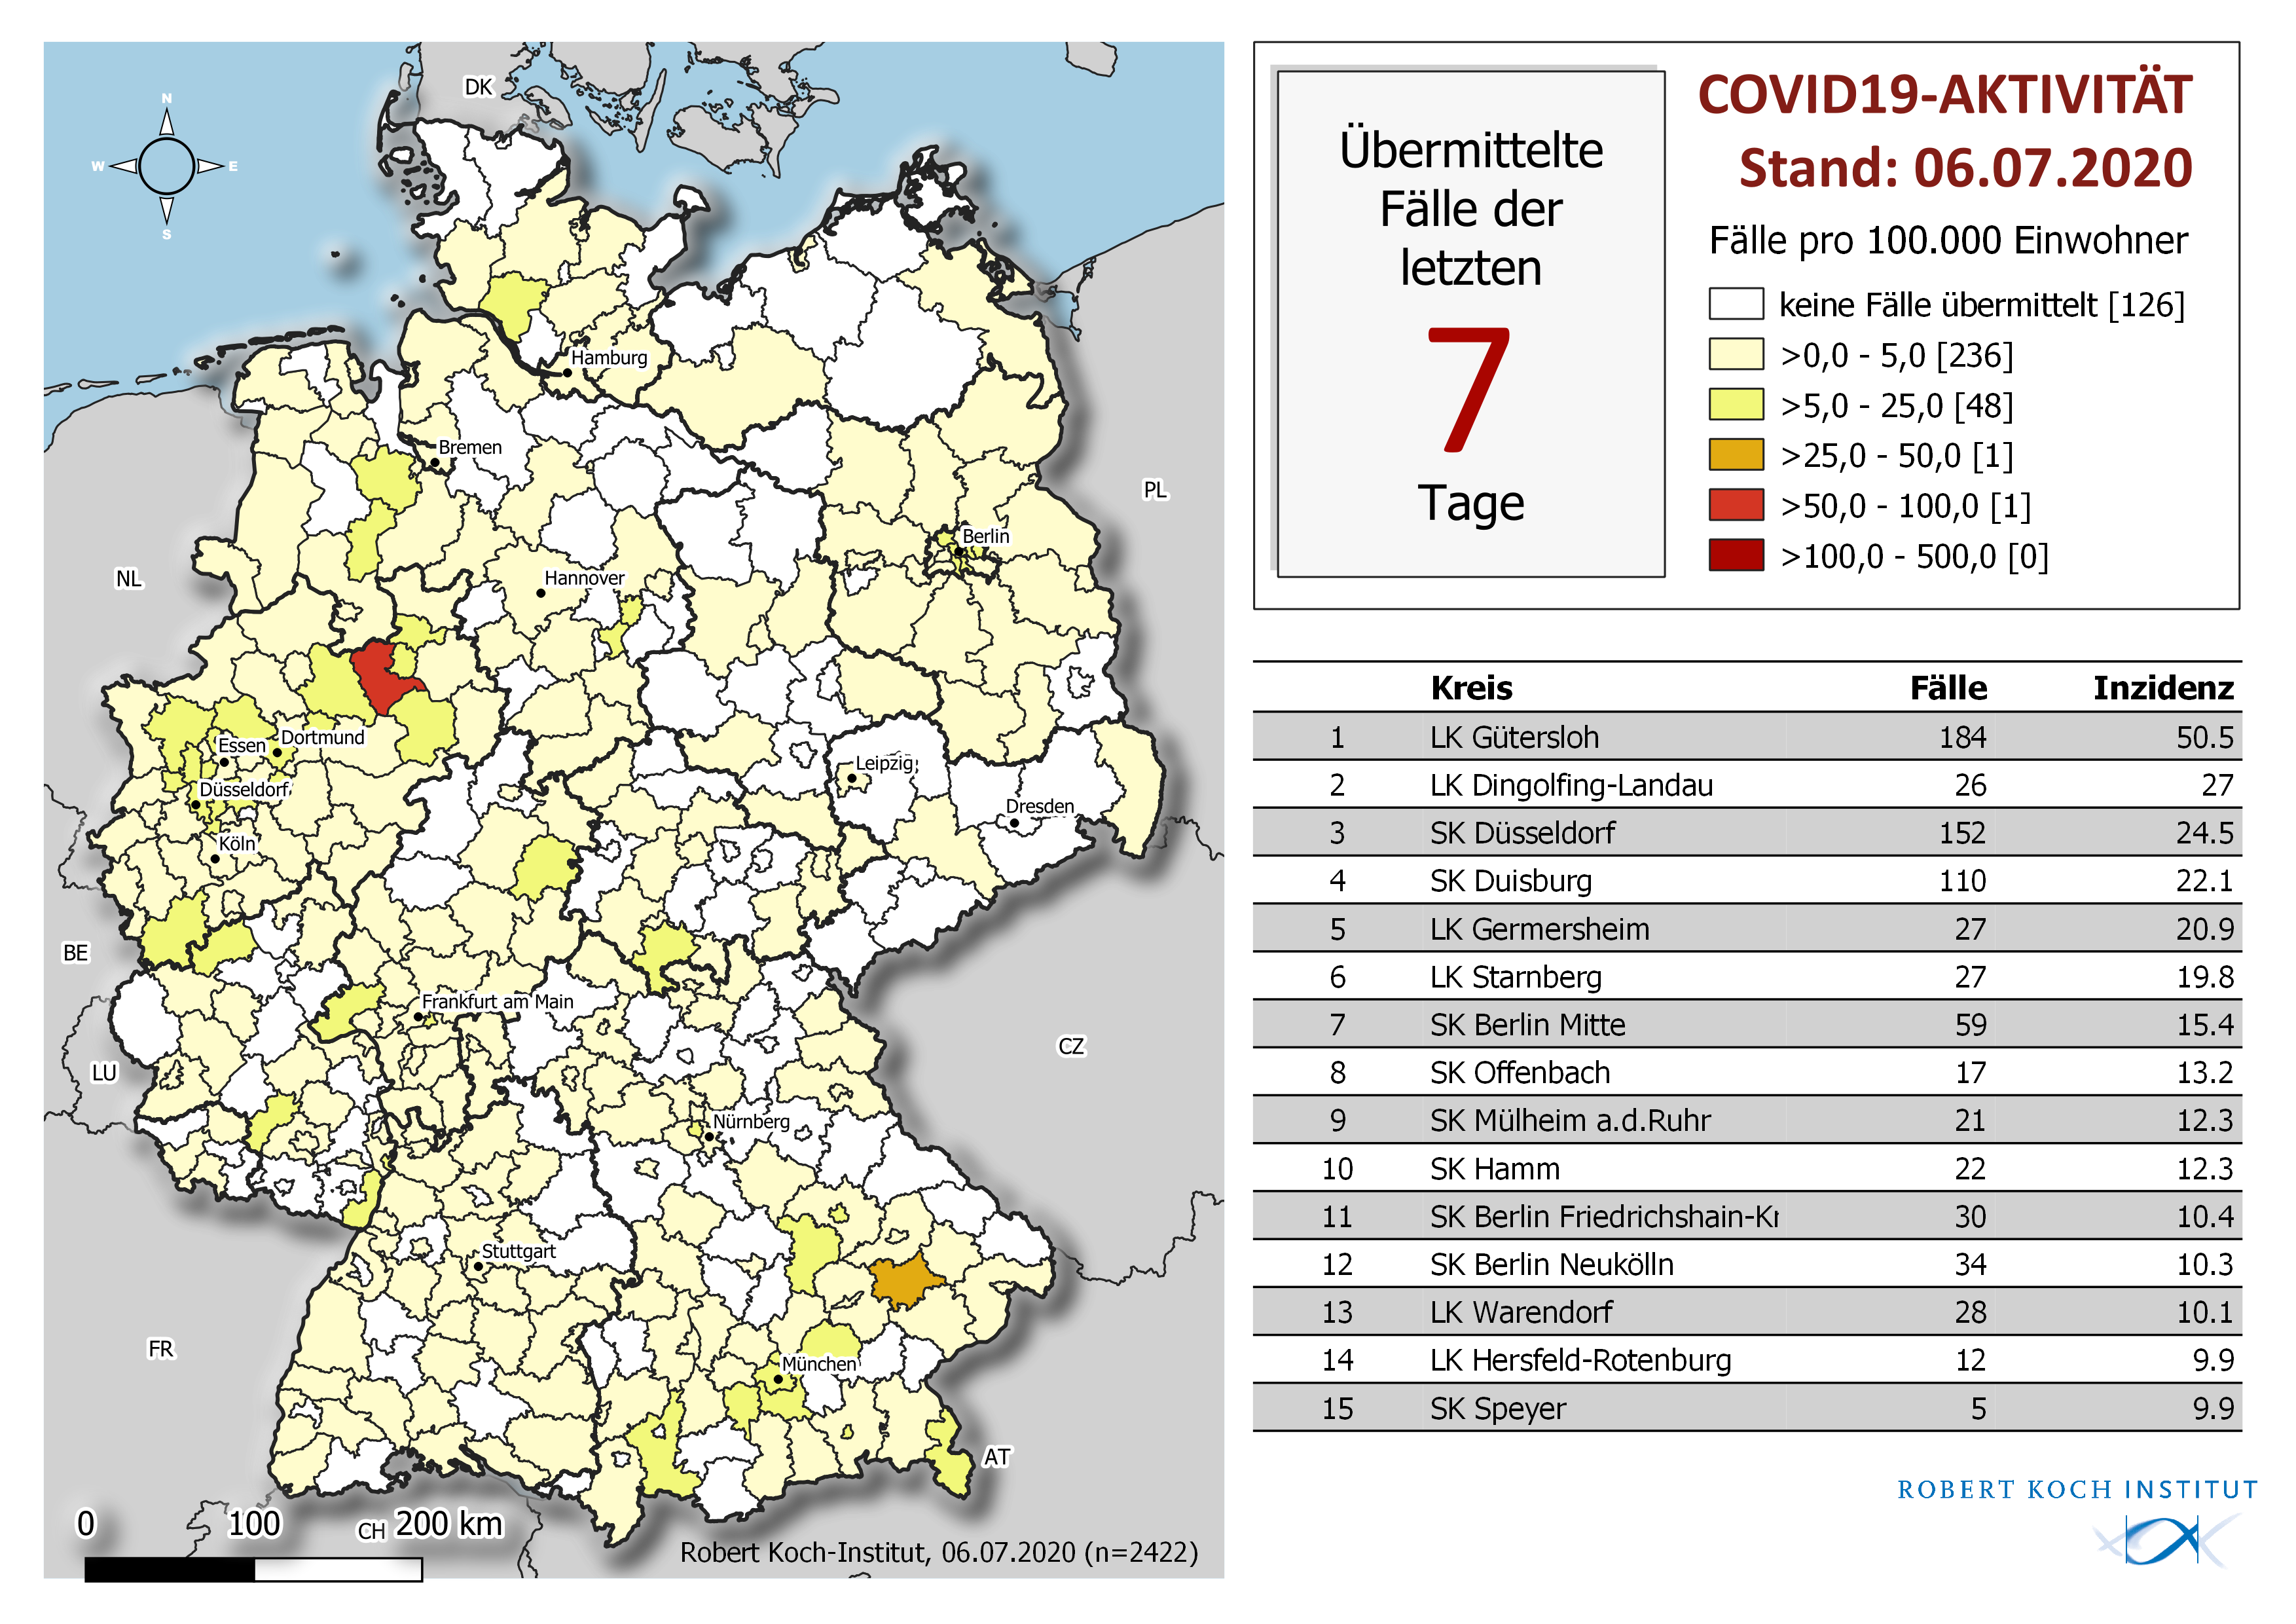 N
W
E
S
DK
Hamburg
Bremen
PL
Berlin
NL
Hannover
Essen
Dortmund
Düsseldorf
Leipzig
Dresden
Köln
BE
Frankfurt am Main
CZ
LU
Nürnberg
Stuttgart
FR
München
AT
0 100 200 km
CH
Robert Koch-Institut, 06.07.2020 (n=2422)
Übermittelte
Fälle der
letzten
7
Tage
COVID19-AKTIVITÄT
Stand: 06.07.2020
Fälle pro 100.000 Einwohner
keine Fälle übermittelt [126]
>0,0 - 5,0 [236]
>5,0 - 25,0 [48]
>25,0 - 50,0 [1]
>50,0 - 100,0 [1]
>100,0 - 500,0 [0]
Kreis Fälle Inzidenz
1 LK Gütersloh 184 50.5
2 LK Dingolfing-Landau 26 27
3 SK Düsseldorf 152 24.5
4 SK Duisburg 110 22.1
5 LK Germersheim 27 20.9
6 LK Starnberg 27 19.8
7 SK Berlin Mitte 59 15.4
8 SK Offenbach 17 13.2
9 SK Mülheim a.d.Ruhr 21 12.3
10 SK Hamm 22 12.3
11 SK Berlin Friedrichshain-Kr 30 10.4
12 SK Berlin Neukölln 34 10.3
13 LK Warendorf 28 10.1
14 LK Hersfeld-Rotenburg 12 9.9
15 SK Speyer 5 9.9
ROBERT KOCH INSTITUT